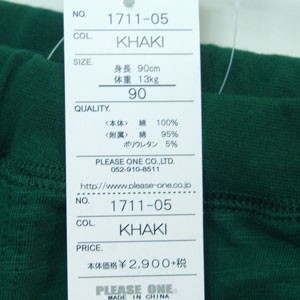 NO. 1711-05
COL. KHAKI
SIZE.
身長 90cm
体重 13kg
90
QUALITY.
<本体> 綿 100%
<附属> 綿 95%
ポリウレタン 5%
PLEASE ONE CO.,LTD.
052-910-8511
http://www.please-one.co.jp
NO. 1711-05
COL. KHAKI
PRICE.
本体価格 ¥2,900+税
PLEASE ONE.
MADE IN CHINA